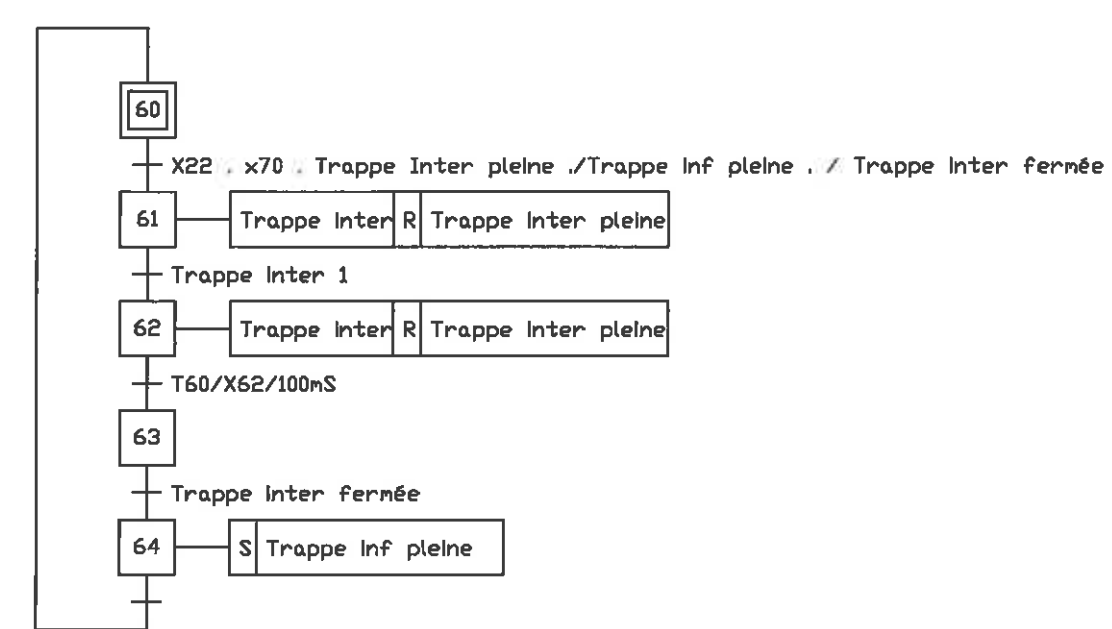 60
X22 . x70 . Trappe Inter pleine ./Trappe Inf pleine . / Trappe Inter fermée
61 Trappe Inter R Trappe Inter pleine
Trappe Inter 1
62 Trappe Inter R Trappe Inter pleine
T60/X62/100mS
63
Trappe Inter fermée
64 S Trappe Inf pleine